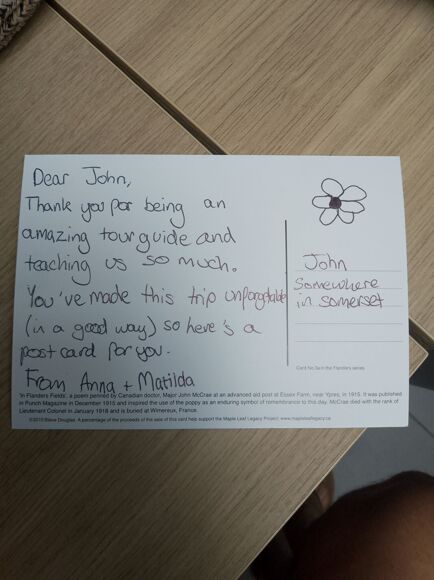 Dear John,
Thank you for being an
amazing tour guide and
teaching us so much.
You've made this trip unforgettable
(in a good way) so here's a
post card for you.
From Anna + Matilda
John
Somewhere
in somerset
Card No.3a in the Flanders series.
'In Flanders Fields', a poem penned by Canadian doctor, Major John McCrae at an advanced aid post at Essex Farm, near Ypres, in 1915. It was published
in Punch Magazine in December 1915 and inspired the use of the poppy as an enduring symbol of remembrance to this day. McCrae died with the rank of
Lieutenant Colonel in January 1918 and is buried at Wimereux, France.
©2010 Steve Douglas. A percentage of the proceeds of the sale of this card help support the Maple Leaf Legacy Project. www.mapleleaflegacy.ca